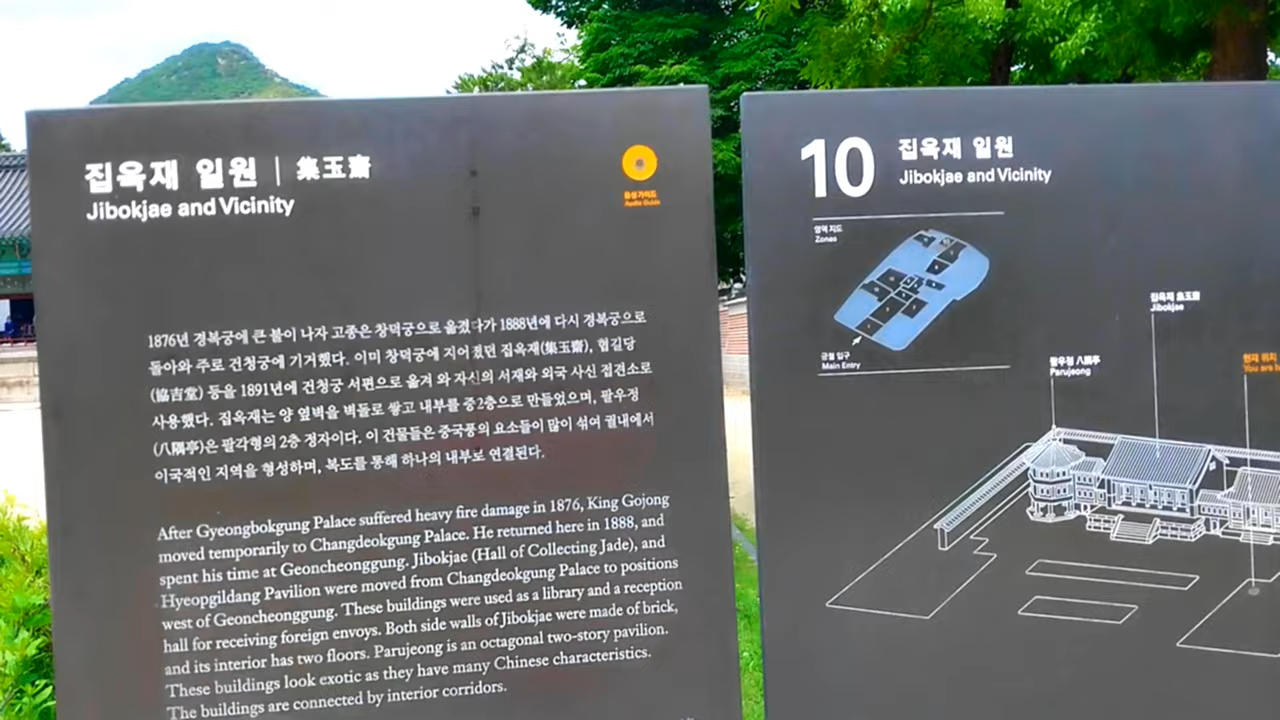 집옥재 일원 | 集玉齋
Jibokjae and Vicinity
음성 가이드
Audio Guide
1876년 경복궁에 큰 불이 나자 고종은 창덕궁으로 옮겼다가 1888년에 다시 경복궁으로
돌아와 주로 건청궁에 기거했다. 이미 창덕궁에 지어졌던 집옥재(集玉齋), 협길당
(協吉堂) 등을 1891년에 건청궁 서편으로 옮겨 와 자신의 서재와 외국 사신 접견소로
사용했다. 집옥재는 양 옆벽을 벽돌로 쌓고 내부를 중2층으로 만들었으며, 팔우정
(八隅亭)은 팔각형의 2층 정자이다. 이 건물들은 중국풍의 요소들이 많이 섞여 궐내에서
이국적인 지역을 형성하며, 복도를 통해 하나의 내부로 연결된다.
After Gyeongbokgung Palace suffered heavy fire damage in 1876, King Gojong
moved temporarily to Changdeokgung Palace. He returned here in 1888, and
spent his time at Geoncheonggung. Jibokjae (Hall of Collecting Jade), and
Hyeopgildang Pavilion were moved from Changdeokgung Palace to positions
west of Geoncheonggung. These buildings were used as a library and a reception
hall for receiving foreign envoys. Both side walls of Jibokjae were made of brick,
and its interior has two floors. Parujeong is an octagonal two-story pavilion.
These buildings look exotic as they have many Chinese characteristics.
The buildings are connected by interior corridors.
10
집옥재 일원
Jibokjae and Vicinity
영역 지도
Zones
궁궐 입구
Main Entry
집옥재 集玉齋
Jibokjae
팔우정 八隅亭
Parujeong
현재 위치
You are h